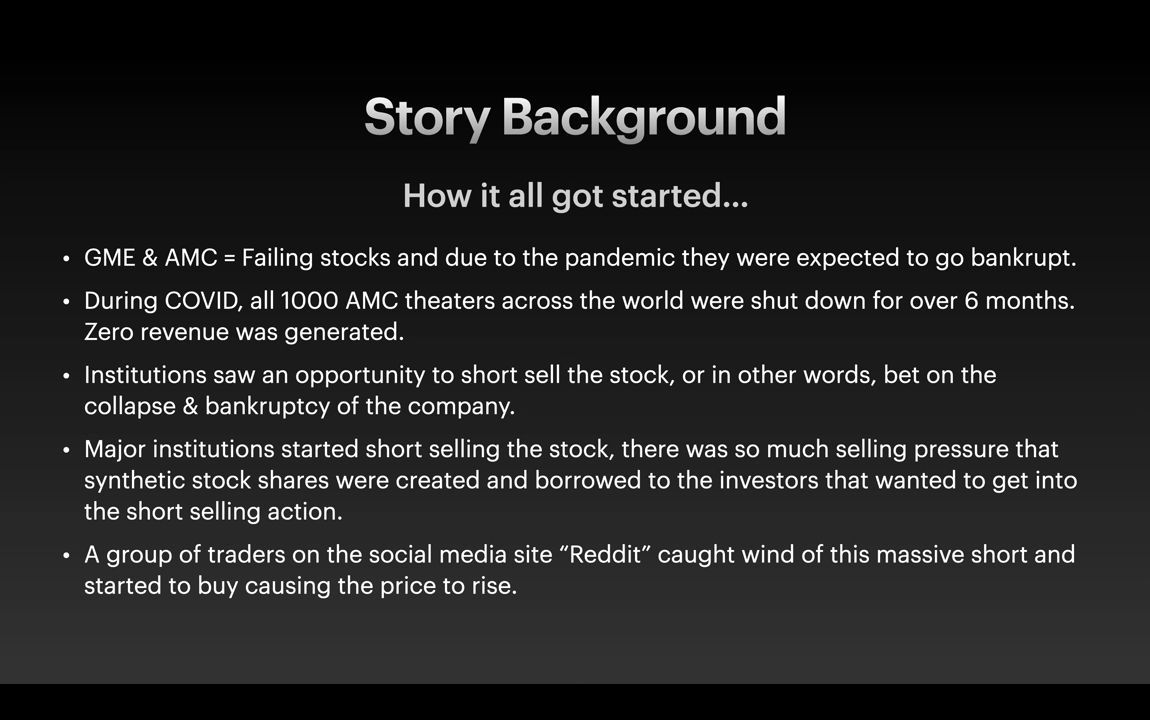 Story Background
How it all got started...
• GME & AMC = Failing stocks and due to the pandemic they were expected to go bankrupt.
• During COVID, all 1000 AMC theaters across the world were shut down for over 6 months.
Zero revenue was generated.
• Institutions saw an opportunity to short sell the stock, or in other words, bet on the
collapse & bankruptcy of the company.
• Major institutions started short selling the stock, there was so much selling pressure that
synthetic stock shares were created and borrowed to the investors that wanted to get into
the short selling action.
• A group of traders on the social media site “Reddit” caught wind of this massive short and
started to buy causing the price to rise.